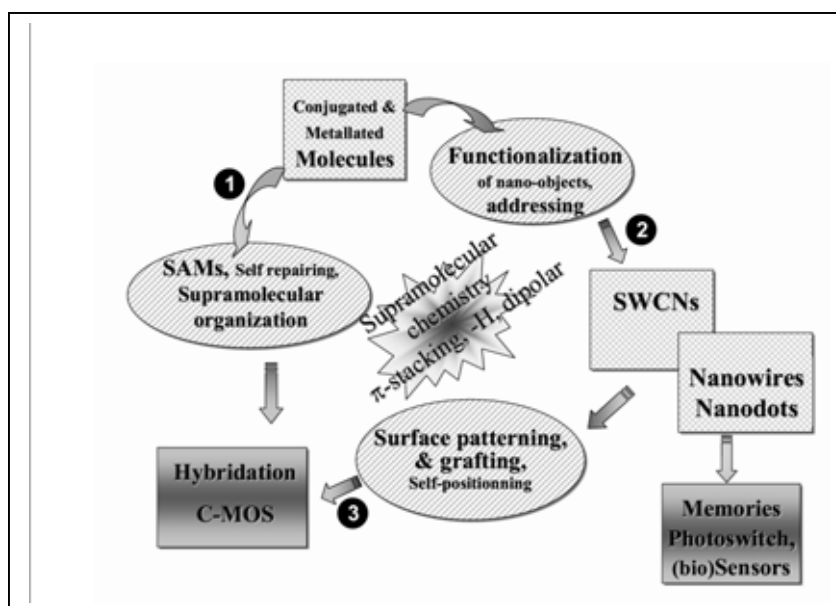 Conjugated &
Metallated
Molecules
Functionalization
of nano-objects,
addressing
1
2
SAMs, Self repairing,
Supramolecular
organization
Supramolecular
chemistry
π-stacking, -H, dipolar
SWCNs
Nanowires
Nanodots
Surface patterning,
& grafting,
Self-positionning
Hybridation
C-MOS
3
Memories
Photoswitch,
(bio)Sensors